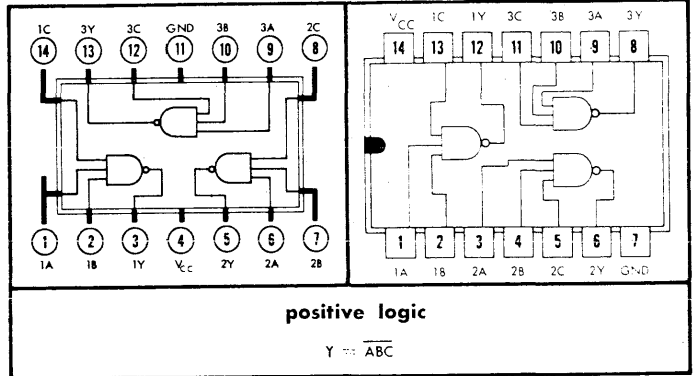 1C 3Y 3C GND 3B 3A 2C
14 13 12 11 10 9 8
1 2 3 4 5 6 7
1A 1B 1Y VCC 2Y 2A 2B
VCC 1C 1Y 3C 3B 3A 3Y
14 13 12 11 10 9 8
1 2 3 4 5 6 7
1A 1B 2A 2B 2C 2Y GND
positive logic
Y = ABC